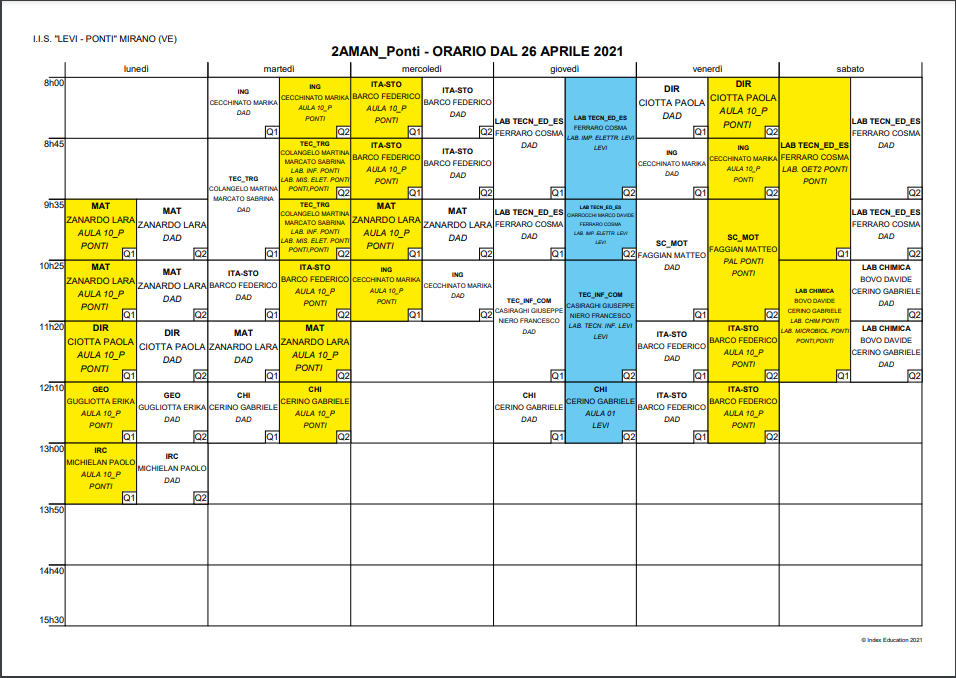 I.I.S. "LEVI - PONTI" MIRANO (VE)
2AMAN_Ponti - ORARIO DAL 26 APRILE 2021
lunedì
martedì
mercoledì
giovedì
venerdì
sabato
8h00
8h45
9h35
10h25
11h20
12h10
13h00
13h50
14h40
15h30
MAT
ZANARDO LARA
AULA 10_P
PONTI
Q1
MAT
ZANARDO LARA
DAD
Q2
MAT
ZANARDO LARA
AULA 10_P
PONTI
Q1
MAT
ZANARDO LARA
DAD
Q2
DIR
CIOTTA PAOLA
AULA 10_P
PONTI
Q1
DIR
CIOTTA PAOLA
DAD
Q2
GEO
GUGLIOTTA ERIKA
AULA 10_P
PONTI
Q1
GEO
GUGLIOTTA ERIKA
DAD
Q2
IRC
MICHIELAN PAOLO
AULA 10_P
PONTI
Q1
IRC
MICHIELAN PAOLO
DAD
Q2
ING
CECCHINATO MARIKA
DAD
Q1
ING
CECCHINATO MARIKA
AULA 10_P
PONTI
Q2
TEC_TRG
COLANGELO MARTINA
MARCATO SABRINA
DAD
Q1
TEC_TRG
COLANGELO MARTINA
MARCATO SABRINA
LAB. INF. PONTI
LAB. MIS. ELET. PONTI
PONTI,PONTI
Q2
TEC_TRG
COLANGELO MARTINA
MARCATO SABRINA
LAB. INF. PONTI
LAB. MIS. ELET. PONTI
PONTI,PONTI
Q2
ITA-STO
BARCO FEDERICO
DAD
Q1
ITA-STO
BARCO FEDERICO
AULA 10_P
PONTI
Q2
MAT
ZANARDO LARA
DAD
Q1
MAT
ZANARDO LARA
AULA 10_P
PONTI
Q2
CHI
CERINO GABRIELE
DAD
Q1
CHI
CERINO GABRIELE
AULA 10_P
PONTI
Q2
ITA-STO
BARCO FEDERICO
AULA 10_P
PONTI
Q1
ITA-STO
BARCO FEDERICO
DAD
Q2
ITA-STO
BARCO FEDERICO
AULA 10_P
PONTI
Q1
ITA-STO
BARCO FEDERICO
DAD
Q2
MAT
ZANARDO LARA
AULA 10_P
PONTI
Q1
MAT
ZANARDO LARA
DAD
Q2
ING
CECCHINATO MARIKA
AULA 10_P
PONTI
Q1
ING
CECCHINATO MARIKA
DAD
Q2
LAB TECN_ED_ES
FERRARO COSMA
DAD
Q1
LAB TECN_ED_ES
FERRARO COSMA
LAB. IMP. ELETTR. LEVI
LEVI
Q2
LAB TECN_ED_ES
FERRARO COSMA
DAD
Q1
LAB TECN_ED_ES
CIARROCCHI MARCO DAVIDE
FERRARO COSMA
LAB. IMP. ELETTR. LEVI
LEVI
Q2
TEC_INF_COM
CASIRAGHI GIUSEPPE
NIERO FRANCESCO
DAD
Q1
TEC_INF_COM
CASIRAGHI GIUSEPPE
NIERO FRANCESCO
LAB. TECN. INF. LEVI
LEVI
Q2
CHI
CERINO GABRIELE
DAD
Q1
CHI
CERINO GABRIELE
AULA 01
LEVI
Q2
DIR
CIOTTA PAOLA
DAD
Q1
DIR
CIOTTA PAOLA
AULA 10_P
PONTI
Q2
ING
CECCHINATO MARIKA
DAD
Q1
ING
CECCHINATO MARIKA
AULA 10_P
PONTI
Q2
SC_MOT
FAGGIAN MATTEO
DAD
Q1
SC_MOT
FAGGIAN MATTEO
PAL PONTI
PONTI
Q2
ITA-STO
BARCO FEDERICO
DAD
Q1
ITA-STO
BARCO FEDERICO
AULA 10_P
PONTI
Q2
ITA-STO
BARCO FEDERICO
DAD
Q1
ITA-STO
BARCO FEDERICO
AULA 10_P
PONTI
Q2
LAB TECN_ED_ES
FERRARO COSMA
LAB. OET2 PONTI
PONTI
Q1
LAB TECN_ED_ES
FERRARO COSMA
DAD
Q2
LAB TECN_ED_ES
FERRARO COSMA
DAD
Q2
LAB CHIMICA
BOVO DAVIDE
CERINO GABRIELE
LAB. CHIM PONTI
LAB. MICROBIOL. PONTI
PONTI,PONTI
Q1
LAB CHIMICA
BOVO DAVIDE
CERINO GABRIELE
DAD
Q2
LAB CHIMICA
BOVO DAVIDE
CERINO GABRIELE
DAD
Q2
© Index Education 2021